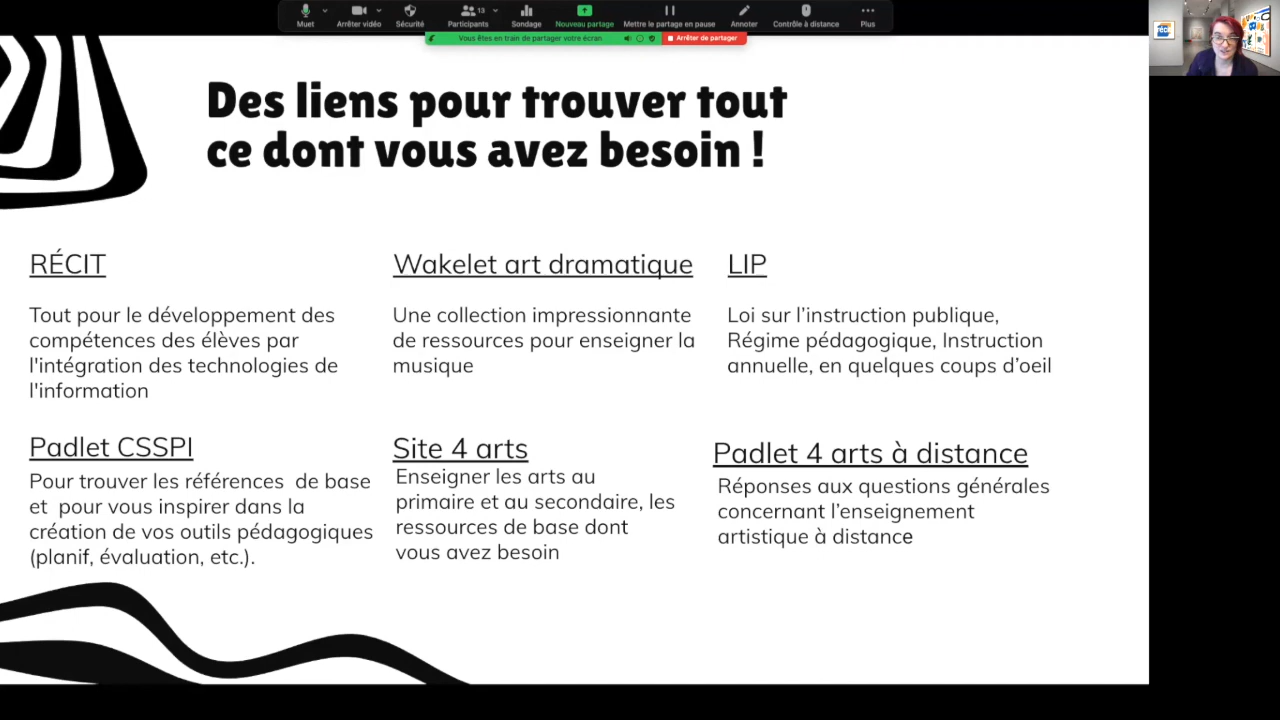 Muet
Arrêter vidéo
Sécurité
Participants
13
Sondage
Nouveau partage
Mettre le partage en pause
Annoter
Contrôle à distance
Plus
Vous êtes en train de partager votre écran
Arrêter de partager
Des liens pour trouver tout
ce dont vous avez besoin !
RÉCIT
Tout pour le développement des
compétences des élèves par
l'intégration des technologies de
l'information
Wakelet art dramatique
Une collection impressionnante
de ressources pour enseigner la
musique
LIP
Loi sur l’instruction publique,
Régime pédagogique, Instruction
annuelle, en quelques coups d’oeil
Padlet CSSPI
Pour trouver les références  de base
et  pour vous inspirer dans la
création de vos outils pédagogiques
(planif, évaluation, etc.).
Site 4 arts
Enseigner les arts au
primaire et au secondaire, les
ressources de base dont
vous avez besoin
Padlet 4 arts à distance
Réponses aux questions générales
concernant l’enseignement
artistique à distance